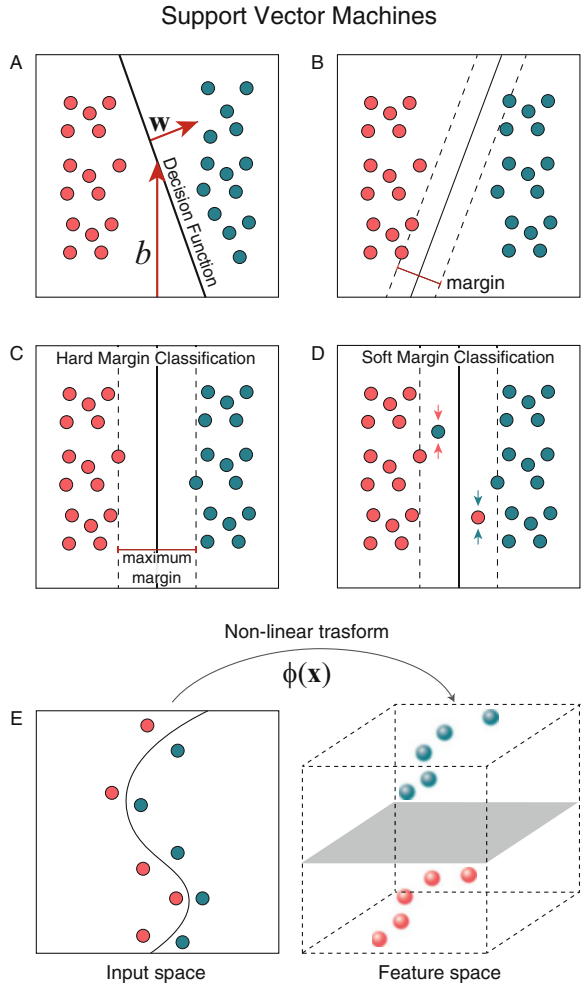 Support Vector Machines
A
w
Decision Function
b
B
margin
C
Hard Margin Classification
maximum
margin
D
Soft Margin Classification
Non-linear trasform
ϕ(x)
E
Input space
Feature space